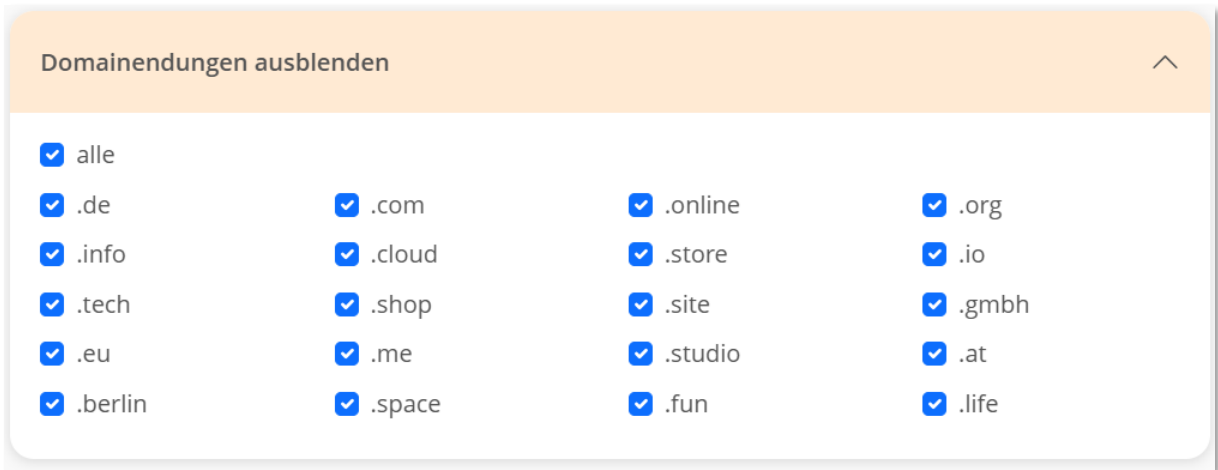 Domainendungen ausblenden
alle
.de .com .online .org
.info .cloud .store .io
.tech .shop .site .gmbh
.eu .me .studio .at
.berlin .space .fun .life